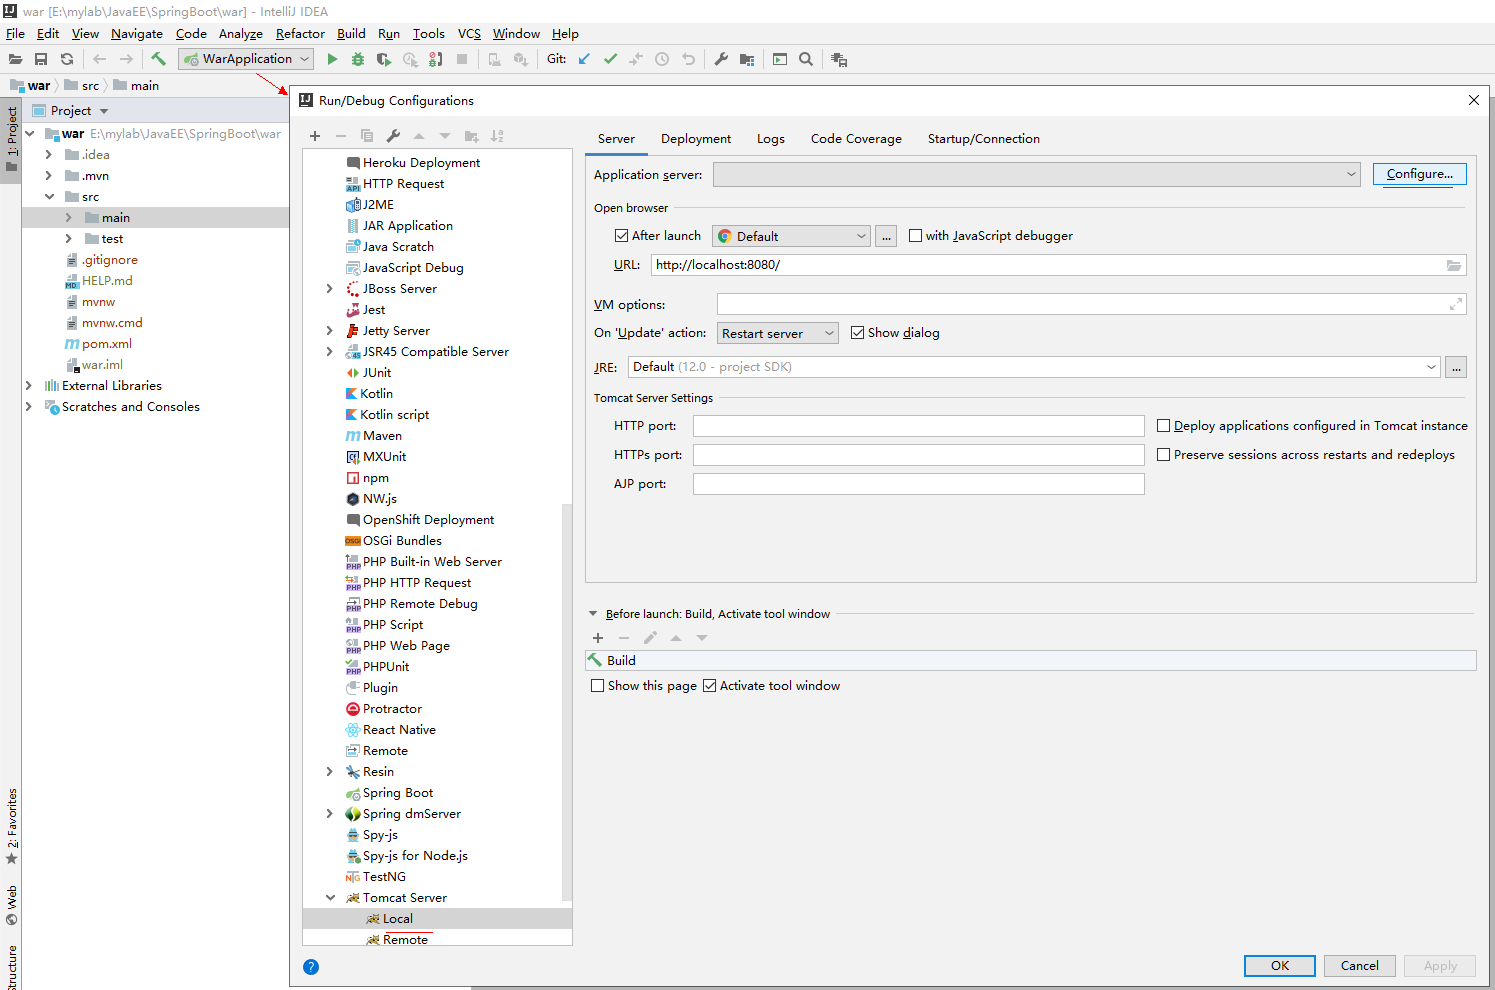 war [E:\mylab\JavaEE\SpringBoot\war] - IntelliJ IDEA
File Edit View Navigate Code Analyze Refactor Build Run Tools VCS Window Help
WarApplication Git:
war src main
Project
1: Project
war E:\mylab\JavaEE\SpringBoot\war
.idea
.mvn
src
main
test
.gitignore
HELP.md
mvnw
mvnw.cmd
pom.xml
war.iml
External Libraries
Scratches and Consoles
2: Favorites
Web
Structure
Run/Debug Configurations
Heroku Deployment
HTTP Request
J2ME
JAR Application
Java Scratch
JavaScript Debug
JBoss Server
Jest
Jetty Server
JSR45 Compatible Server
JUnit
Kotlin
Kotlin script
Maven
MXUnit
npm
NW.js
OpenShift Deployment
OSGi Bundles
PHP Built-in Web Server
PHP HTTP Request
PHP Remote Debug
PHP Script
PHP Web Page
PHPUnit
Plugin
Protractor
React Native
Remote
Resin
Spring Boot
Spring dmServer
Spy-js
Spy-js for Node.js
TestNG
Tomcat Server
Local
Remote
Server Deployment Logs Code Coverage Startup/Connection
Application server: Configure...
Open browser
After launch Default ... with JavaScript debugger
URL: http://localhost:8080/
VM options:
On 'Update' action: Restart server Show dialog
JRE: Default (12.0 - project SDK) ...
Tomcat Server Settings
HTTP port: Deploy applications configured in Tomcat instance
HTTPs port: Preserve sessions across restarts and redeploys
AJP port:
Before launch: Build, Activate tool window
Build
Show this page Activate tool window
? OK Cancel Apply